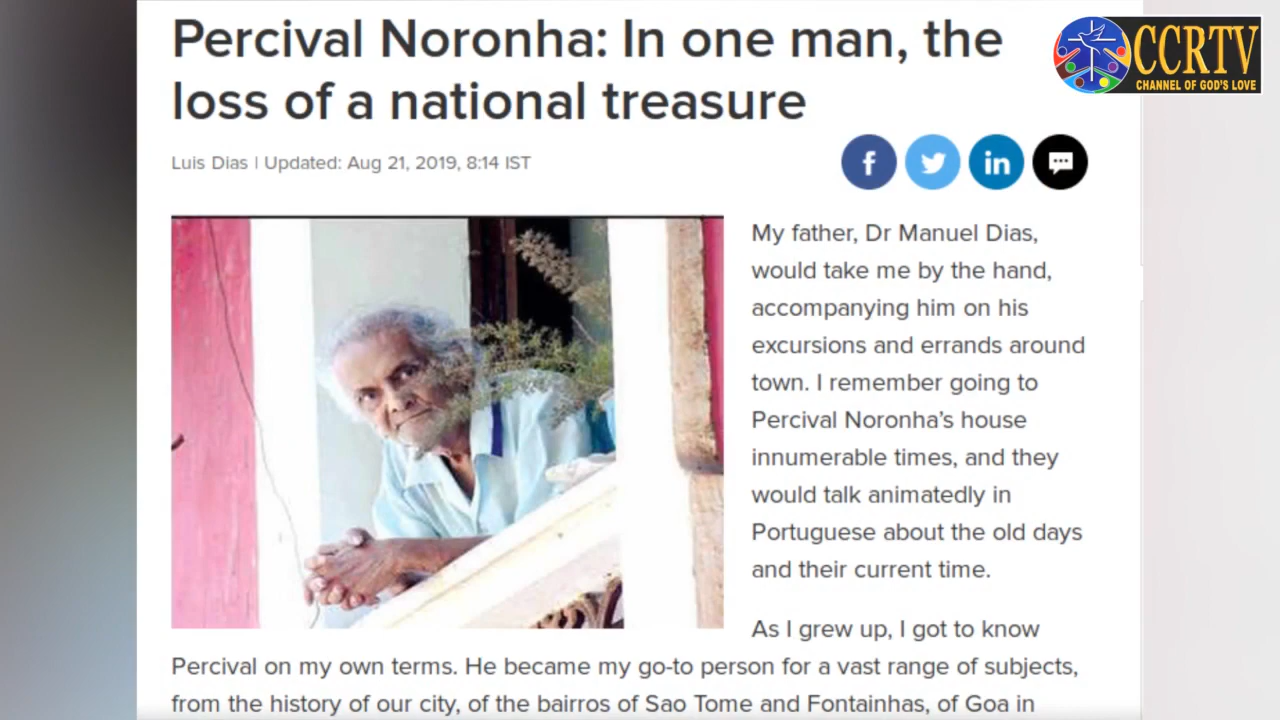 Percival Noronha: In one man, the
loss of a national treasure
CCRTV
CHANNEL OF GOD'S LOVE
Luis Dias | Updated: Aug 21, 2019, 8:14 IST
f
in
My father, Dr Manuel Dias,
would take me by the hand,
accompanying him on his
excursions and errands around
town. I remember going to
Percival Noronha’s house
innumerable times, and they
would talk animatedly in
Portuguese about the old days
and their current time.
As I grew up, I got to know
Percival on my own terms. He became my go-to person for a vast range of subjects,
from the history of our city, of the bairros of Sao Tome and Fontainhas, of Goa in